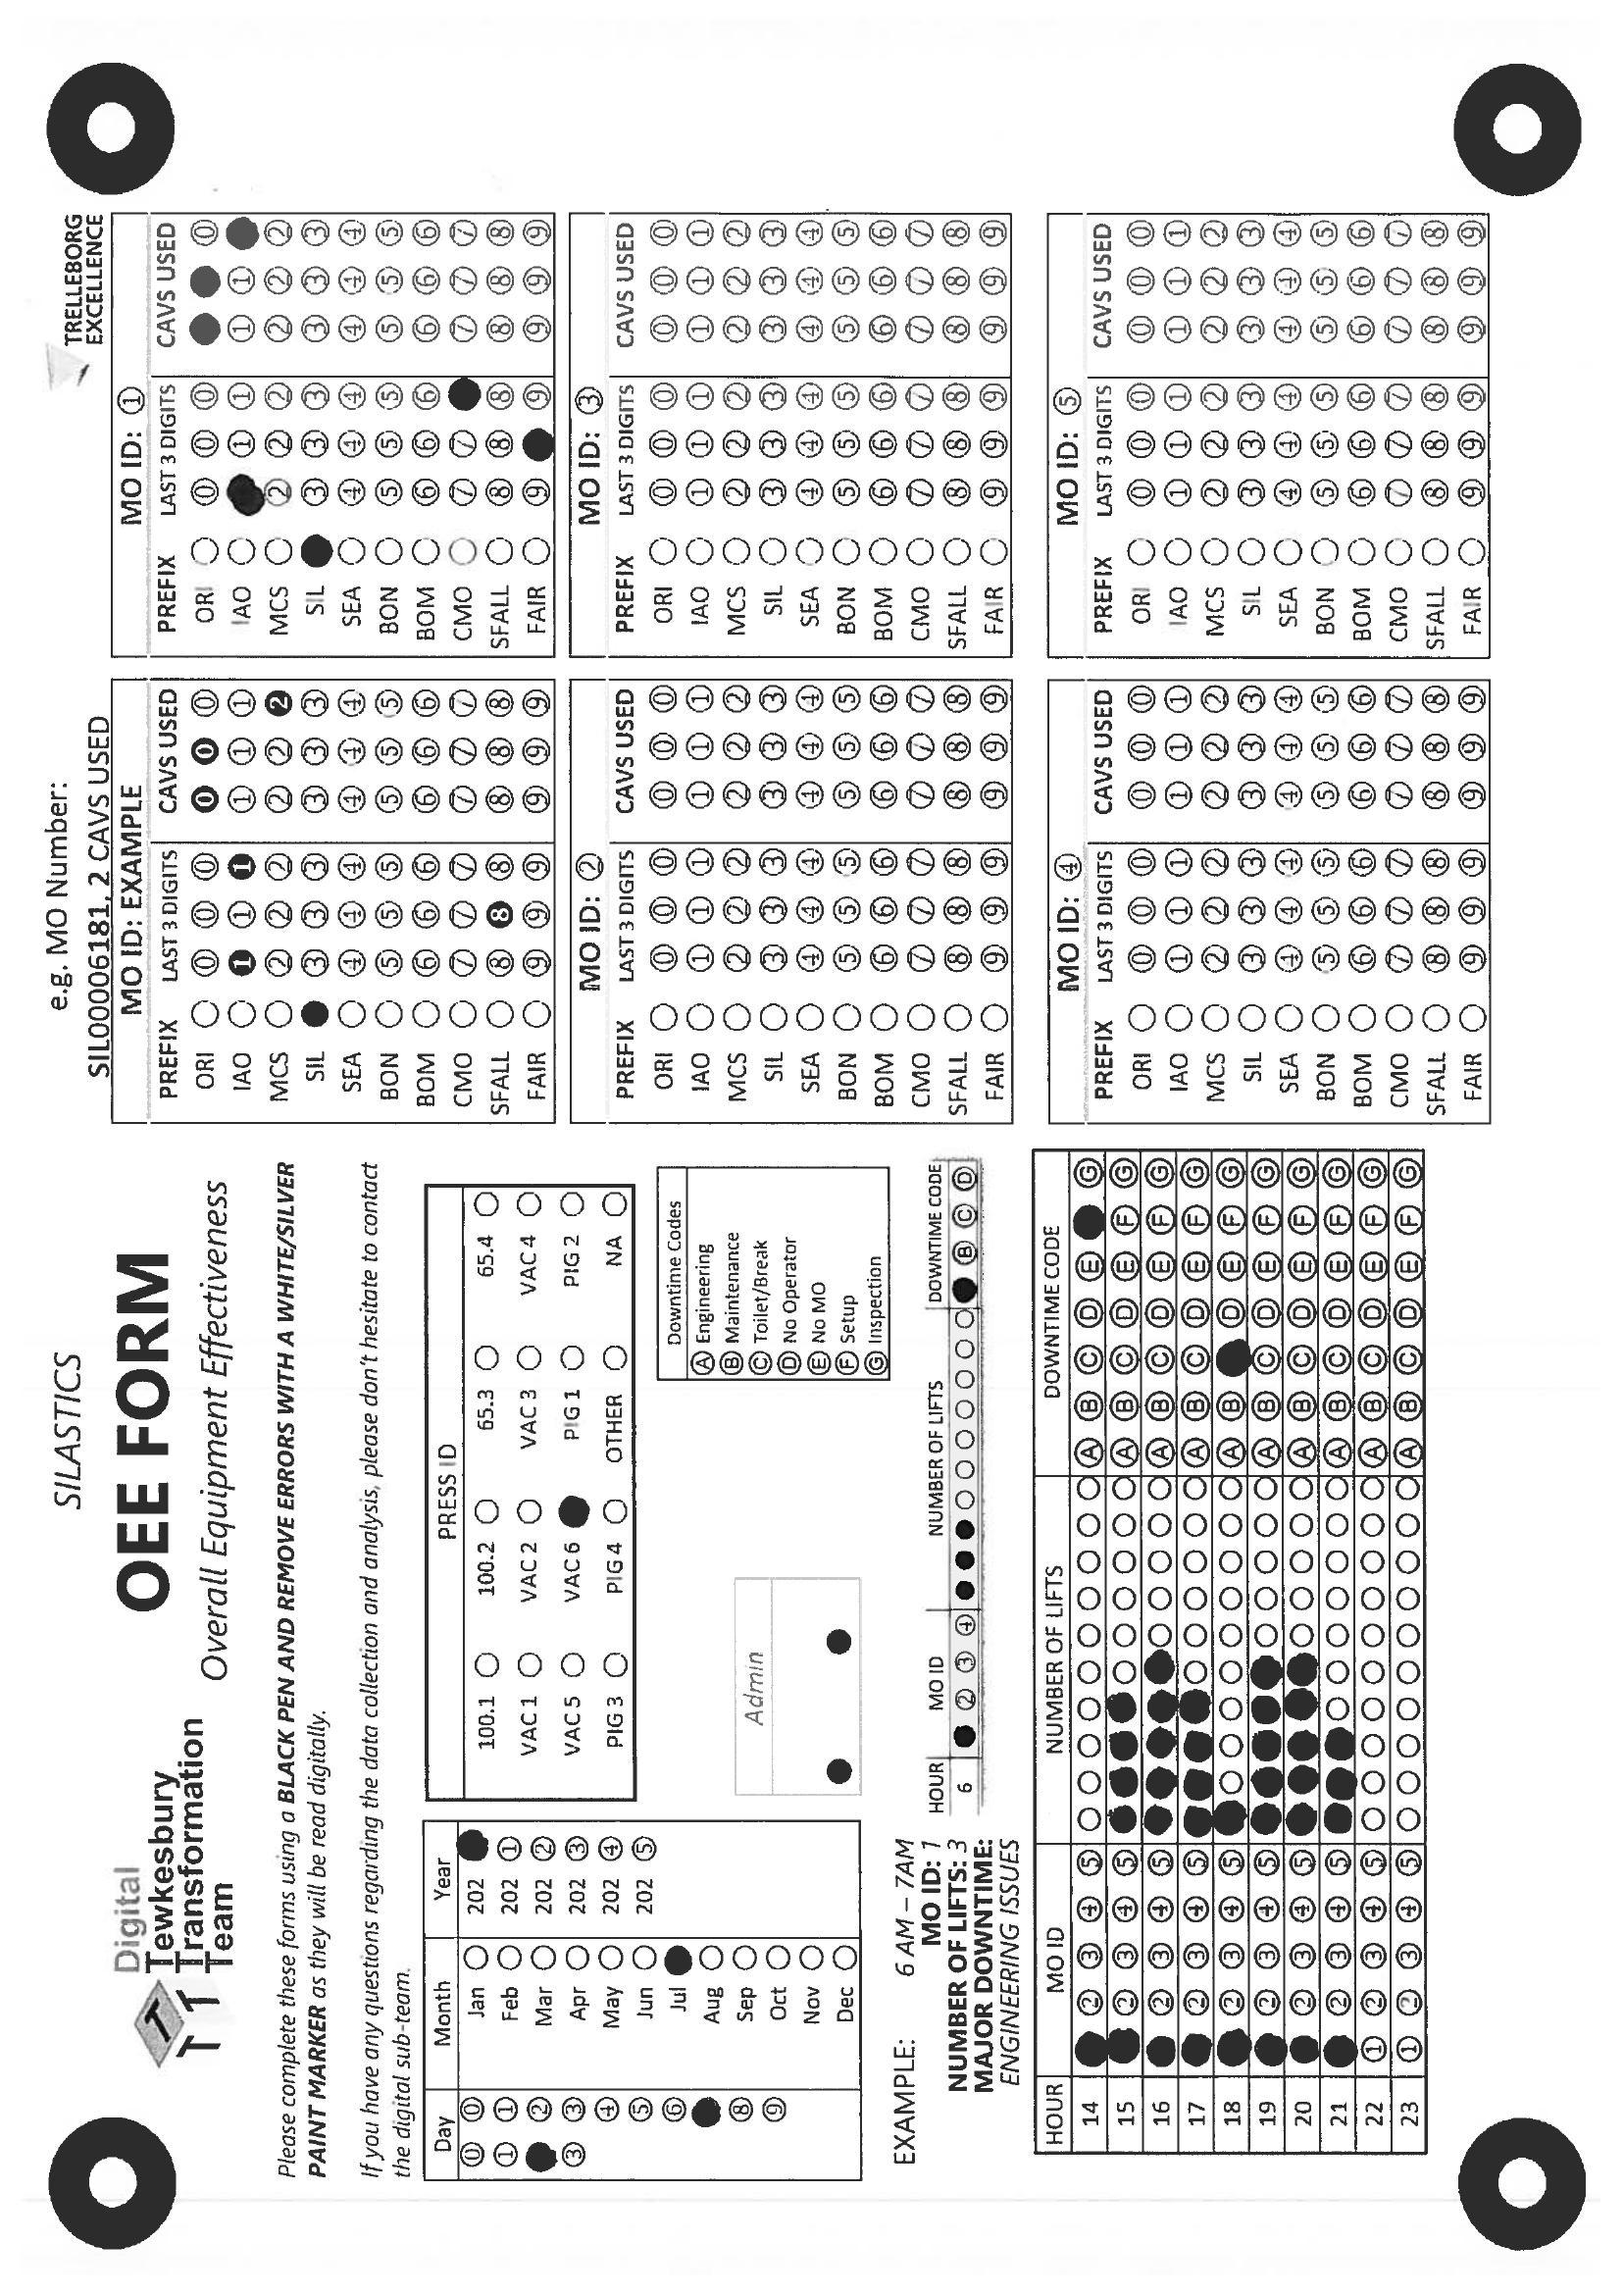 Digital
Tewkesbury
Transformation
Team
SILASTICS
OEE FORM
Overall Equipment Effectiveness
Please complete these forms using a BLACK PEN AND REMOVE ERRORS WITH A WHITE/SILVER
PAINT MARKER as they will be read digitally.
If you have any questions regarding the data collection and analysis, please don't hesitate to contact
the digital sub-team.
Day Month Year
0 0 Jan 202
1 1 Feb 202 1
2 Mar 202 2
3 3 Apr 202 3
4 May 202 4
5 Jun 202 5
6 Jul
Aug
8 Sep
9 Oct
Nov
Dec
PRESS ID
100.1 100.2 65.3 65.4
VAC 1 VAC 2 VAC 3 VAC 4
VAC 5 VAC 6 PIG 1 PIG 2
PIG 3 PIG 4 OTHER NA
Admin
Downtime Codes
A Engineering
B Maintenance
C Toilet/Break
D No Operator
E No MO
F Setup
G Inspection
EXAMPLE: 6 AM – 7AM
MO ID: 1
NUMBER OF LIFTS: 3
MAJOR DOWNTIME:
ENGINEERING ISSUES
HOUR MO ID NUMBER OF LIFTS DOWNTIME CODE
6 2 3 4 B C D
HOUR MO ID NUMBER OF LIFTS DOWNTIME CODE
14 2 3 4 5 A B C D E G
15 2 3 4 5 A B C D E F G
16 2 3 4 5 A B C D E F G
17 2 3 4 5 A B C D E F G
18 2 3 4 5 A B D E F G
19 2 3 4 5 A B C D E F G
20 2 3 4 5 A B C D E F G
21 2 3 4 5 A B C D E F G
22 1 2 3 4 5 A B C D E F G
23 1 2 3 4 5 A B C D E F G
e.g. MO Number:
SIL00006181, 2 CAVS USED
TRELLEBORG
EXCELLENCE
MO ID: EXAMPLE
PREFIX LAST 3 DIGITS CAVS USED
ORI 0 0 0 0 0 0
IAO 1 1 1 1 1 1
MCS 2 2 2 2 2 2
SIL 3 3 3 3 3 3
SEA 4 4 4 4 4 4
BON 5 5 5 5 5 5
BOM 6 6 6 6 6 6
CMO 7 7 7 7 7 7
SFALL 8 8 8 8 8 8
FAIR 9 9 9 9 9 9
MO ID: 1
PREFIX LAST 3 DIGITS CAVS USED
ORI 0 0 0 0
IAO 1 1 1 1
MCS 2 2 2 2 2 2
SIL 3 3 3 3 3 3
SEA 4 4 4 4 4 4
BON 5 5 5 5 5 5
BOM 6 6 6 6 6 6
CMO 7 7 7 7 7
SFALL 8 8 8 8 8 8
FAIR 9 9 9 9 9
MO ID: 2
PREFIX LAST 3 DIGITS CAVS USED
ORI 0 0 0 0 0 0
IAO 1 1 1 1 1 1
MCS 2 2 2 2 2 2
SIL 3 3 3 3 3 3
SEA 4 4 4 4 4 4
BON 5 5 5 5 5 5
BOM 6 6 6 6 6 6
CMO 7 7 7 7 7 7
SFALL 8 8 8 8 8 8
FAIR 9 9 9 9 9 9
MO ID: 3
PREFIX LAST 3 DIGITS CAVS USED
ORI 0 0 0 0 0 0
IAO 1 1 1 1 1 1
MCS 2 2 2 2 2 2
SIL 3 3 3 3 3 3
SEA 4 4 4 4 4 4
BON 5 5 5 5 5 5
BOM 6 6 6 6 6 6
CMO 7 7 7 7 7 7
SFALL 8 8 8 8 8 8
FAIR 9 9 9 9 9 9
MO ID: 4
PREFIX LAST 3 DIGITS CAVS USED
ORI 0 0 0 0 0 0
IAO 1 1 1 1 1 1
MCS 2 2 2 2 2 2
SIL 3 3 3 3 3 3
SEA 4 4 4 4 4 4
BON 5 5 5 5 5 5
BOM 6 6 6 6 6 6
CMO 7 7 7 7 7 7
SFALL 8 8 8 8 8 8
FAIR 9 9 9 9 9 9
MO ID: 5
PREFIX LAST 3 DIGITS CAVS USED
ORI 0 0 0 0 0 0
IAO 1 1 1 1 1 1
MCS 2 2 2 2 2 2
SIL 3 3 3 3 3 3
SEA 4 4 4 4 4 4
BON 5 5 5 5 5 5
BOM 6 6 6 6 6 6
CMO 7 7 7 7 7 7
SFALL 8 8 8 8 8 8
FAIR 9 9 9 9 9 9